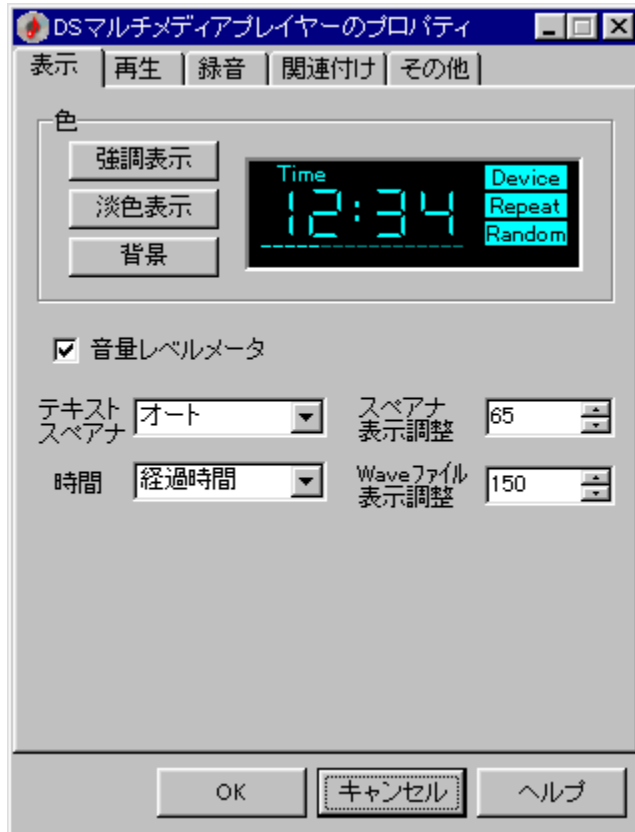 DSマルチメディアプレイヤーのプロパティ
表示 再生 録音 関連付け その他
色
強調表示
淡色表示
背景
Time
12:34
Device
Repeat
Random
音量レベルメータ
テキスト
スペアナ
オート
スペアナ
表示調整
65
時間
経過時間
Waveファイル
表示調整
150
OK キャンセル ヘルプ